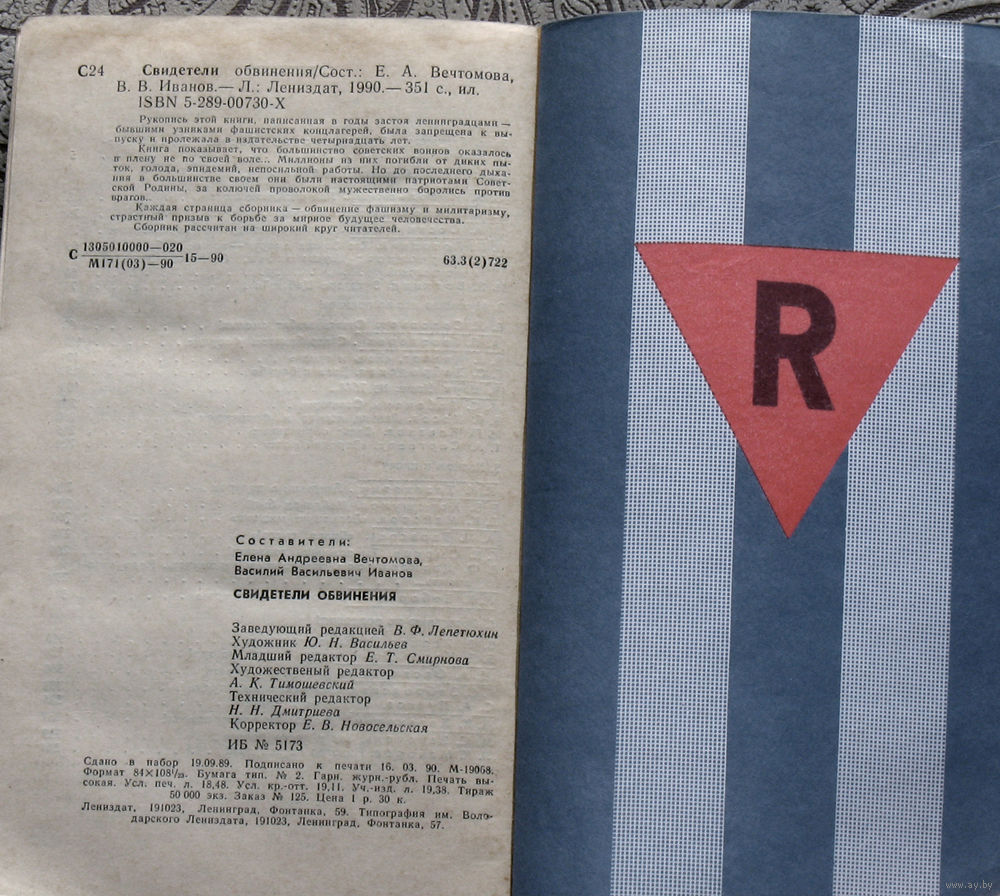 С24 Свидетели обвинения/Сост.: Е. А. Вечтомова,
В. В. Иванов.— Л.: Лениздат, 1990.— 351 с., ил.
ISBN 5-289-00730-X
Рукопись этой книги, написанная в годы застоя ленинградцами —
бывшими узниками фашистских концлагерей, была запрещена к вы-
пуску и пролежала в издательстве четырнадцать лет.
Книга показывает, что большинство советских воинов оказалось
в плену не по своей воле... Миллионы из них погибли от диких пы-
ток, голода, эпидемий, непосильной работы. Но до последнего дыха-
ния в большинстве своем они были настоящими патриотами Совет-
ской Родины, за колючей проволокой мужественно боролись против
врагов.
Каждая страница сборника — обвинение фашизму и милитаризму,
страстный призыв к борьбе за мирное будущее человечества.
Сборник рассчитан на широкий круг читателей.
С 1305010000—020
М171(03)—90 15—90
63.3(2)722
Составители:
Елена Андреевна Вечтомова,
Василий Васильевич Иванов
СВИДЕТЕЛИ ОБВИНЕНИЯ
Заведующий редакцией В. Ф. Лепетюхин
Художник Ю. Н. Васильев
Младший редактор Е. Т. Смирнова
Художественый редактор
А. К. Тимошевский
Технический редактор
Н. Н. Дмитриева
Корректор Е. В. Новосельская
ИБ № 5173
Сдано в набор 19.09.89. Подписано к печати 16. 03. 90. М-19068.
Формат 84×108¹/₃₂. Бумага тип. № 2. Гарн. журн.-рубл. Печать вы-
сокая. Усл. печ. л. 18,48. Усл. кр.-отт. 19,11. Уч.-изд. л. 19,38. Тираж
50 000 экз. Заказ № 125. Цена 1 р. 30 к.
Лениздат, 191023, Ленинград, Фонтанка, 59. Типография им. Воло-
дарского Лениздата, 191023, Ленинград, Фонтанка, 57.
R
www.ay.by